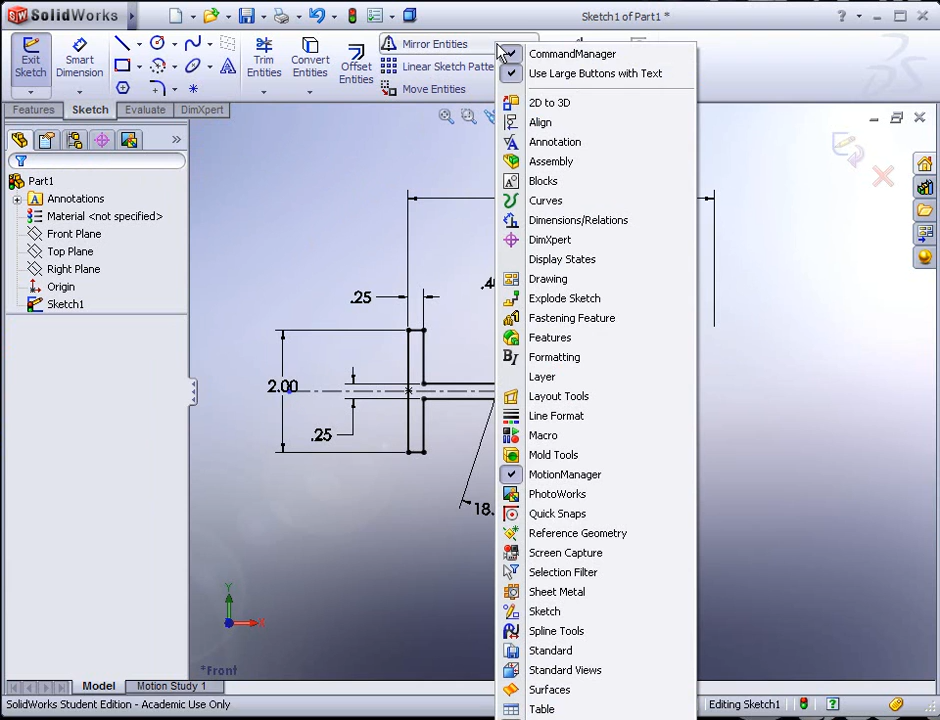 SolidWorks
Sketch1 of Part1 *
Exit Sketch
Smart Dimension
Trim Entities
Convert Entities
Offset Entities
Mirror Entities
Linear Sketch Patte
Move Entities
Features
Sketch
Evaluate
DimXpert
Part1
Annotations
Material <not specified>
Front Plane
Top Plane
Right Plane
Origin
Sketch1
.25
2.00
.25
.4
18.
Y
X
*Front
CommandManager
Use Large Buttons with Text
2D to 3D
Align
Annotation
Assembly
Blocks
Curves
Dimensions/Relations
DimXpert
Display States
Drawing
Explode Sketch
Fastening Feature
Features
Formatting
Layer
Layout Tools
Line Format
Macro
Mold Tools
MotionManager
PhotoWorks
Quick Snaps
Reference Geometry
Screen Capture
Selection Filter
Sheet Metal
Sketch
Spline Tools
Standard
Standard Views
Surfaces
Table
Model
Motion Study 1
SolidWorks Student Edition - Academic Use Only
Editing Sketch1